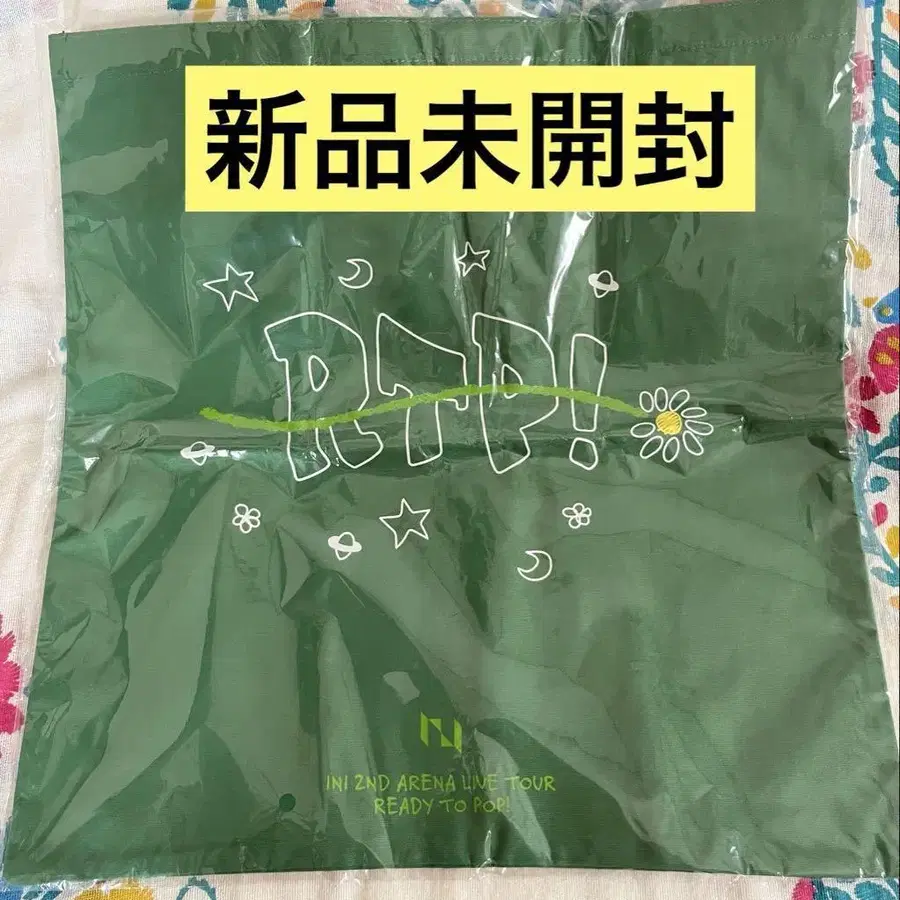 新品未開封
RTP!
INI 2ND ARENA LIVE TOUR
READY TO POP!